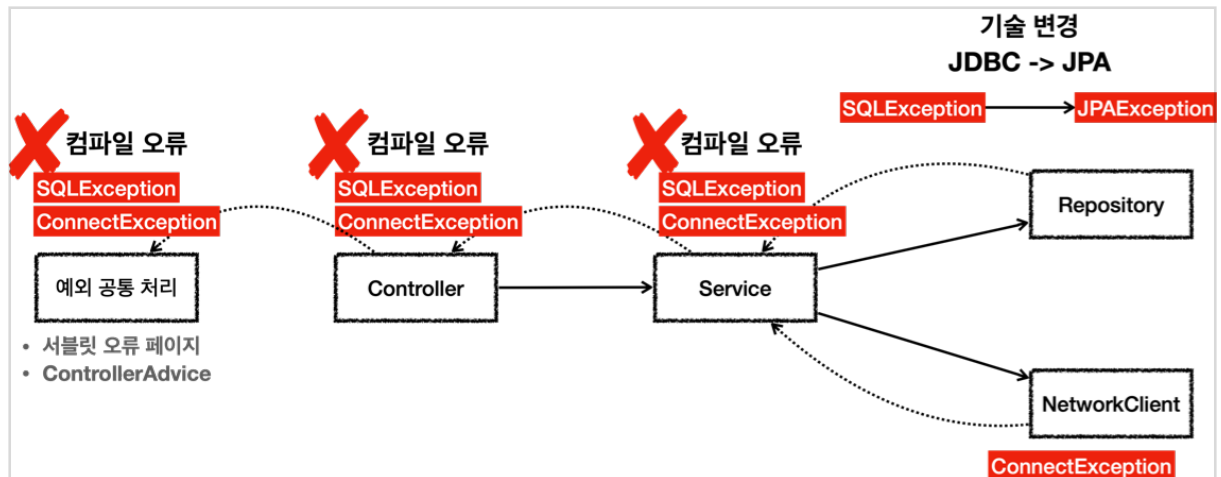 기술 변경
JDBC -> JPA
SQLException
JPAException
컴파일 오류
SQLException
ConnectException
컴파일 오류
SQLException
ConnectException
컴파일 오류
SQLException
ConnectException
예외 공통 처리
Controller
Service
Repository
NetworkClient
ConnectException
• 서블릿 오류 페이지
• ControllerAdvice